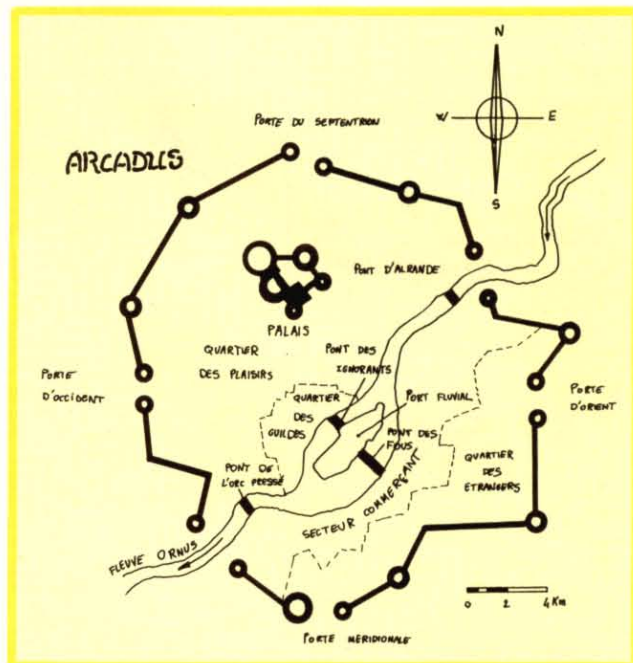 N
PORTE DU SEPTENTRION
W
E
ARCADUS
S
PONT D'ALRANDE
PALAIS
QUARTIER
DES PLAISIRS
PONT DES
IGNORANTS
PORTE
D'OCCIDENT
PORTE
D'ORIENT
QUARTIER
DES
GUILDES
PORT FLUVIAL
PONT DES
FOUS
PONT DE
L'ORC PRESSÉ
QUARTIER
DES
ETRANGERS
SECTEUR COMMERÇANT
FLEUVE ORNUS
0 2 4 Km
PORTE MÉRIDIONALE